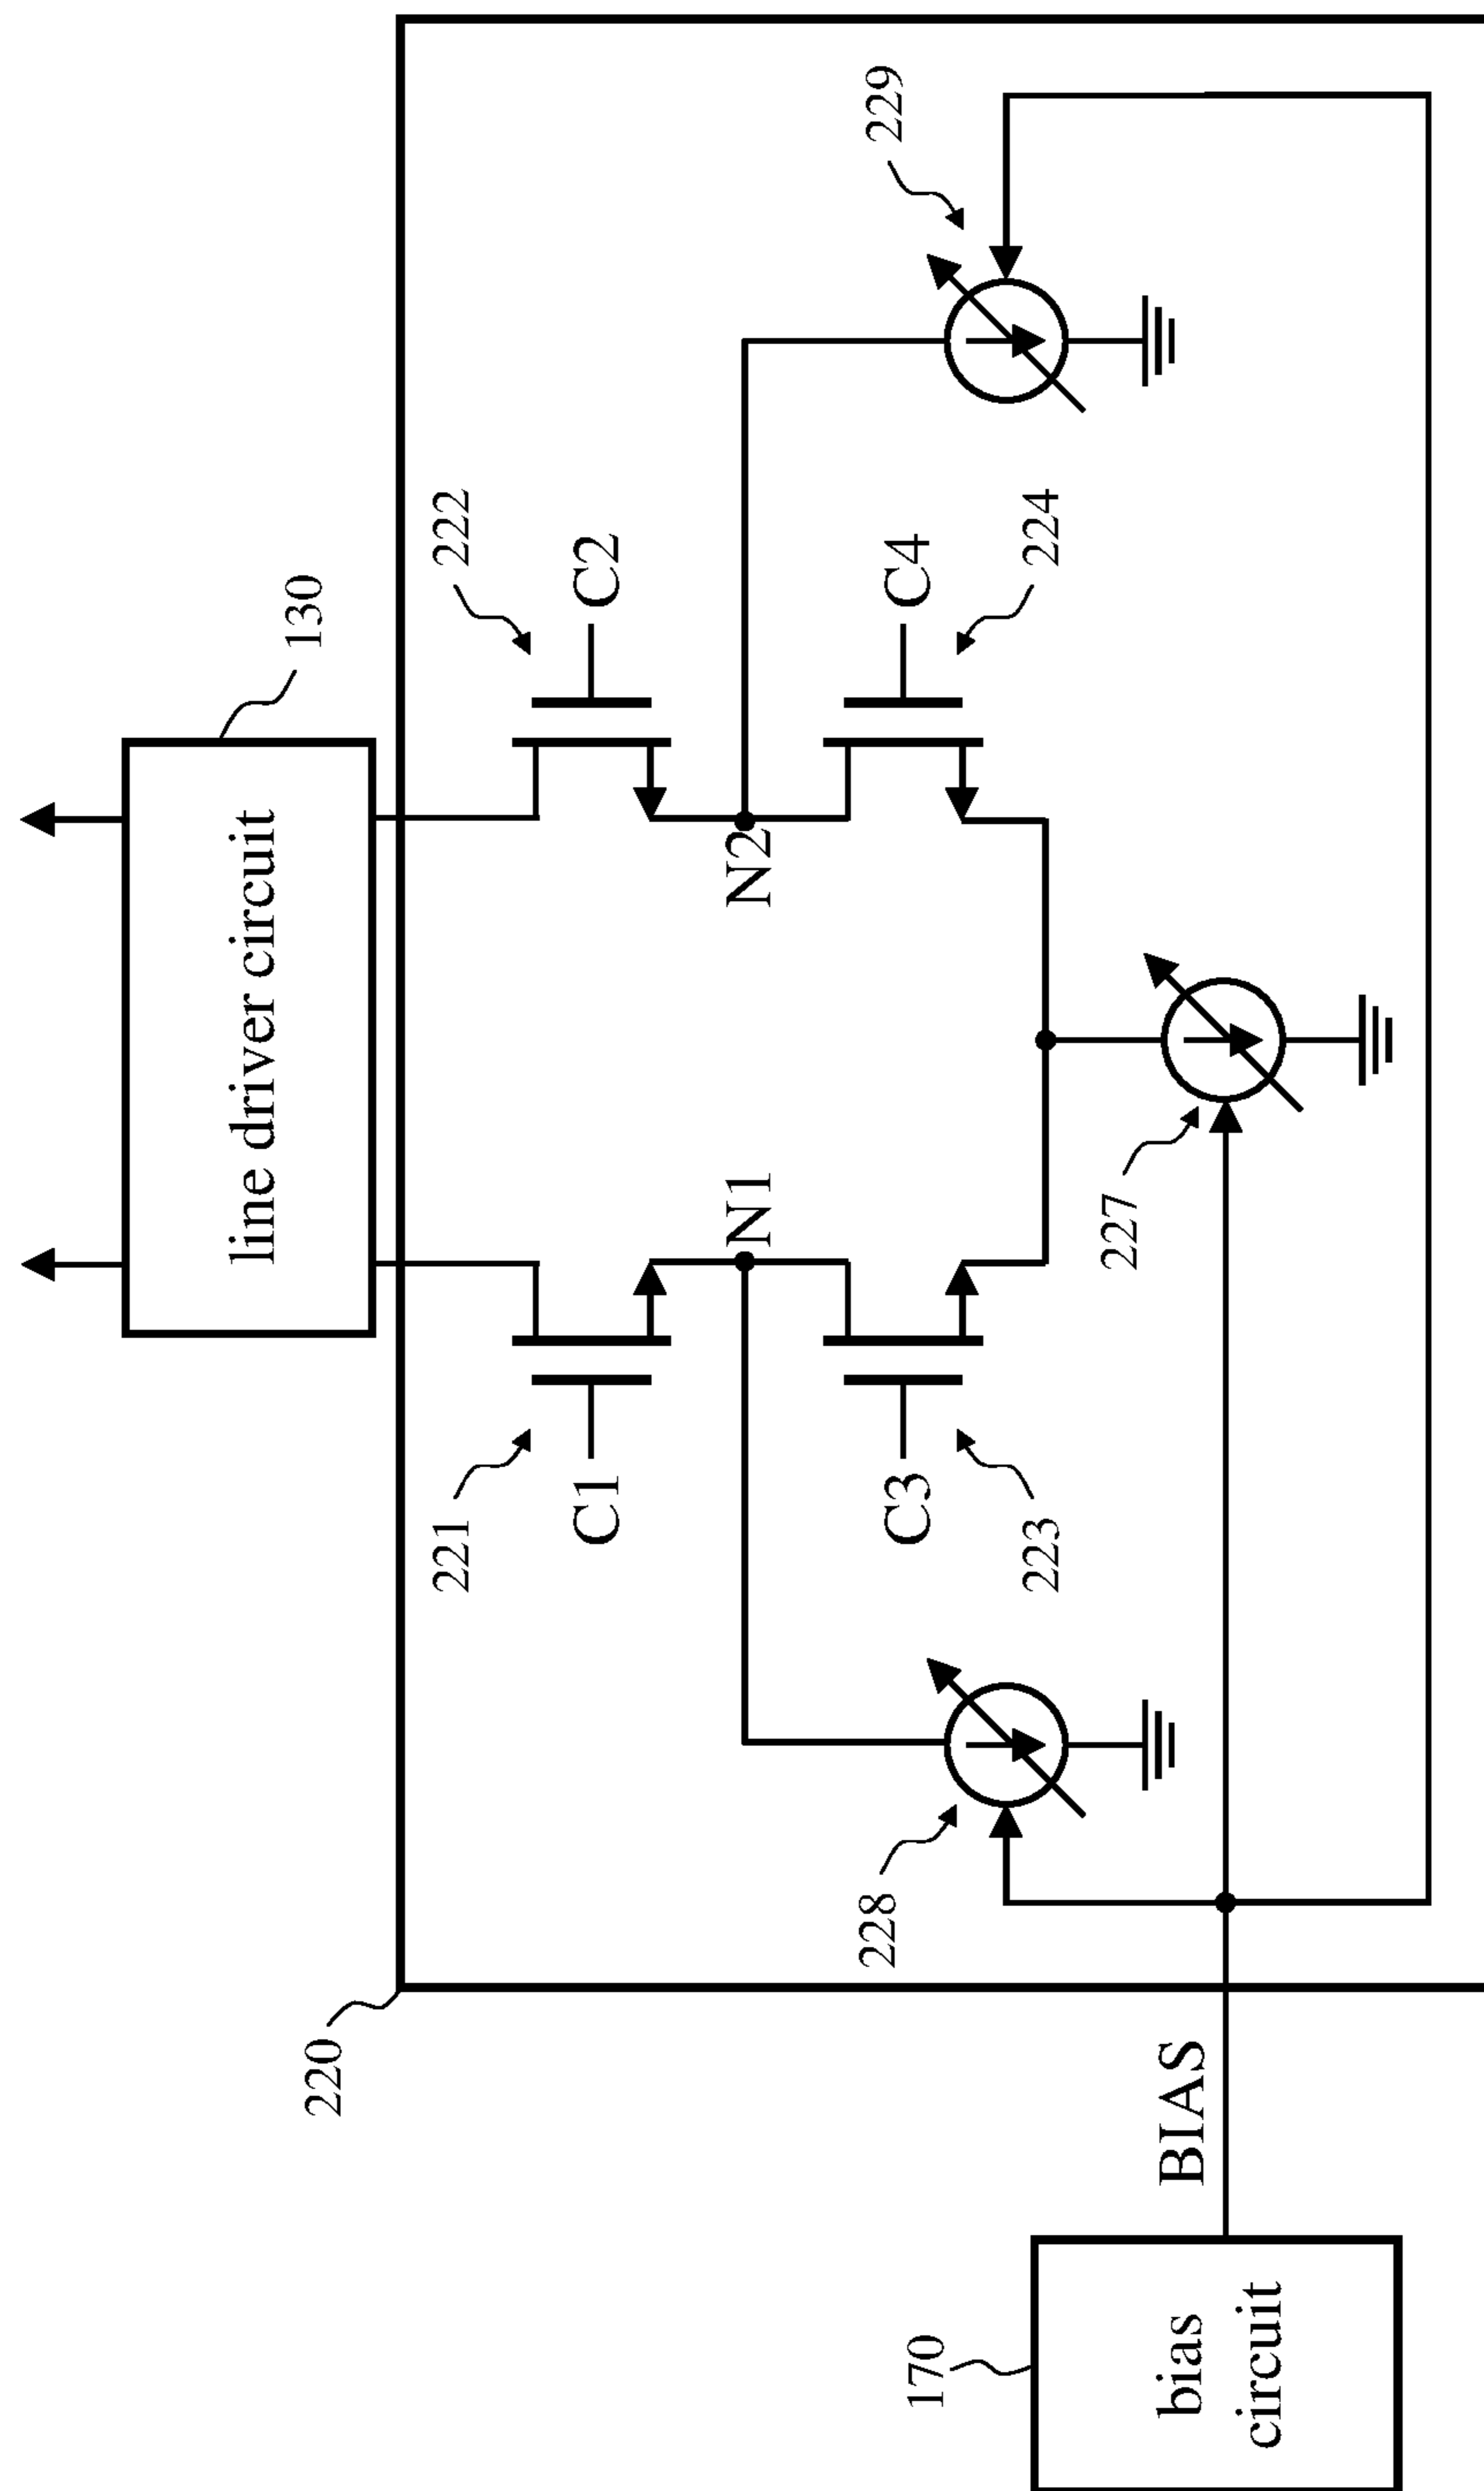 130
line driver circuit
220
221
C1
222
C2
N1
N2
C3
223
C4
224
228
229
227
BIAS
170
bias
circuit